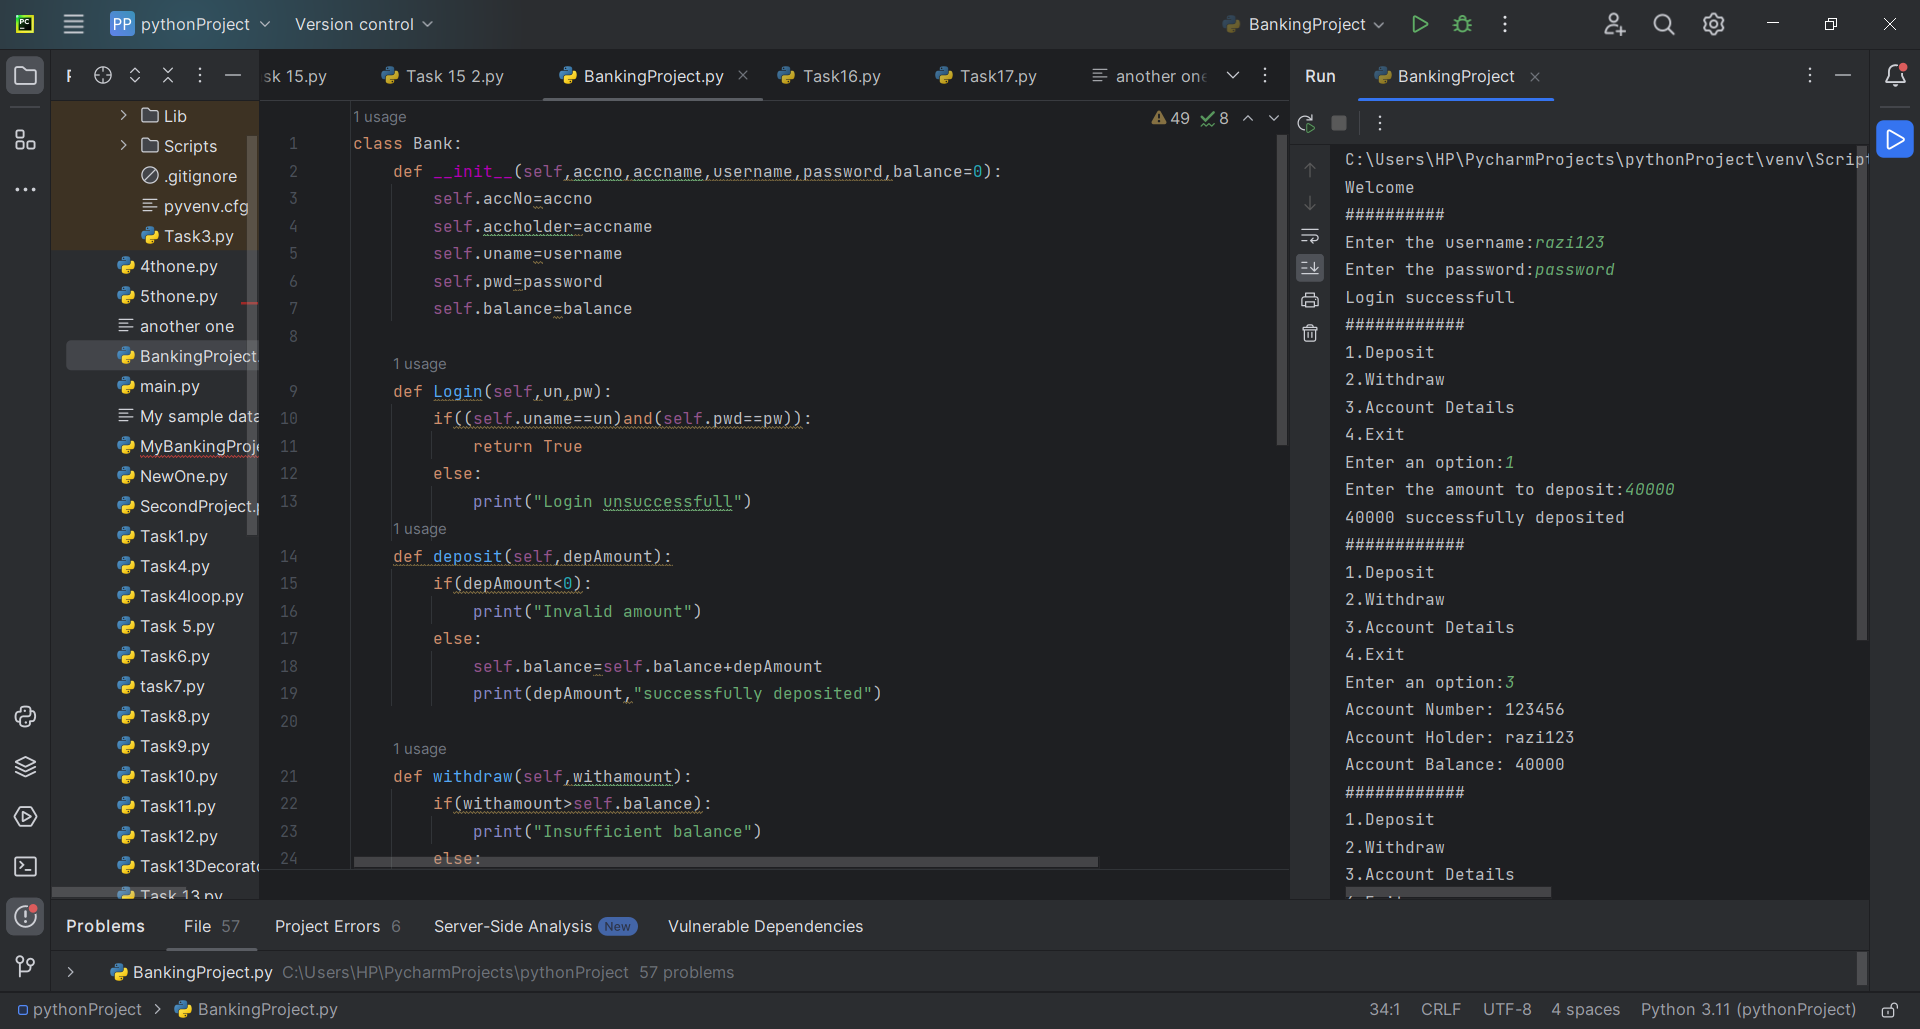 PP pythonProject Version control BankingProject
sk 15.py Task 15 2.py BankingProject.py Task16.py Task17.py another one
Run BankingProject
Lib
Scripts
.gitignore
pyvenv.cfg
Task3.py
4thone.py
5thone.py
another one
BankingProject.
main.py
My sample data
MyBankingProje
NewOne.py
SecondProject.p
Task1.py
Task4.py
Task4loop.py
Task 5.py
Task6.py
task7.py
Task8.py
Task9.py
Task10.py
Task11.py
Task12.py
Task13Decorato
Task 13.py
49 8
1 usage
1 class Bank:
2 def __init__(self,accno,accname,username,password,balance=0):
3 self.accNo=accno
4 self.accholder=accname
5 self.uname=username
6 self.pwd=password
7 self.balance=balance
8
1 usage
9 def Login(self,un,pw):
10 if((self.uname==un)and(self.pwd==pw)):
11 return True
12 else:
13 print("Login unsuccessfull")
1 usage
14 def deposit(self,depAmount):
15 if(depAmount<0):
16 print("Invalid amount")
17 else:
18 self.balance=self.balance+depAmount
19 print(depAmount,"successfully deposited")
20
1 usage
21 def withdraw(self,withamount):
22 if(withamount>self.balance):
23 print("Insufficient balance")
24 else:
C:\Users\HP\PycharmProjects\pythonProject\venv\Script
Welcome
##########
Enter the username:razi123
Enter the password:password
Login successfull
############
1.Deposit
2.Withdraw
3.Account Details
4.Exit
Enter an option:1
Enter the amount to deposit:40000
40000 successfully deposited
############
1.Deposit
2.Withdraw
3.Account Details
4.Exit
Enter an option:3
Account Number: 123456
Account Holder: razi123
Account Balance: 40000
############
1.Deposit
2.Withdraw
3.Account Details
4.Exit
Problems File 57 Project Errors 6 Server-Side Analysis New Vulnerable Dependencies
BankingProject.py C:\Users\HP\PycharmProjects\pythonProject 57 problems
pythonProject > BankingProject.py 34:1 CRLF UTF-8 4 spaces Python 3.11 (pythonProject)